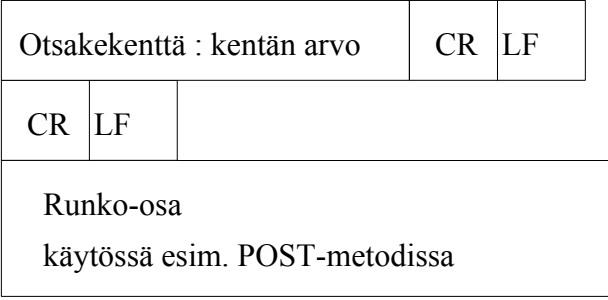 Otsakekenttä : kentän arvo CR LF
CR LF
Runko-osa
käytössä esim. POST-metodissa